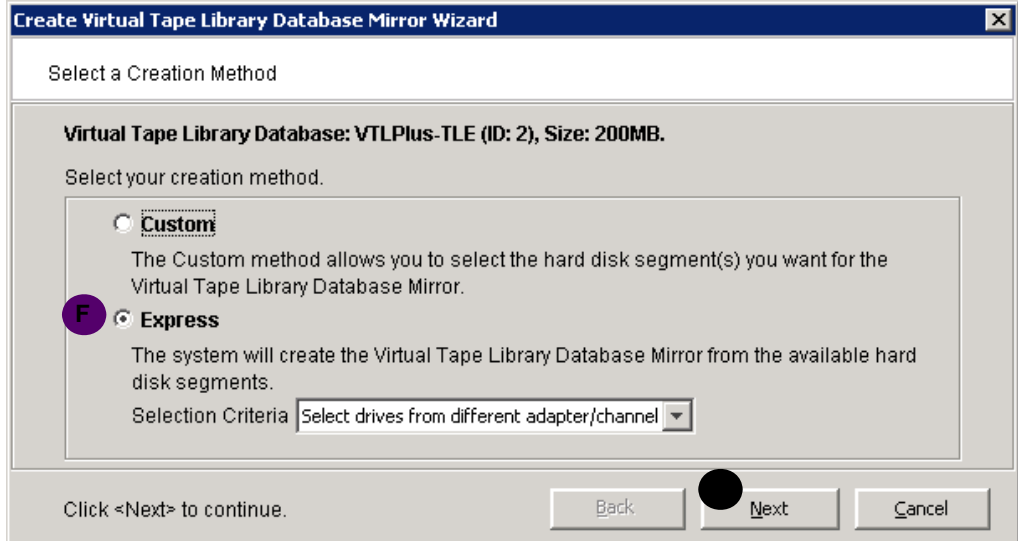 Create Virtual Tape Library Database Mirror Wizard
Select a Creation Method
Virtual Tape Library Database: VTLPlus-TLE (ID: 2), Size: 200MB.
Select your creation method.
Custom
The Custom method allows you to select the hard disk segment(s) you want for the
Virtual Tape Library Database Mirror.
F Express
The system will create the Virtual Tape Library Database Mirror from the available hard
disk segments.
Selection Criteria Select drives from different adapter/channel
Click <Next> to continue. Back Next Cancel